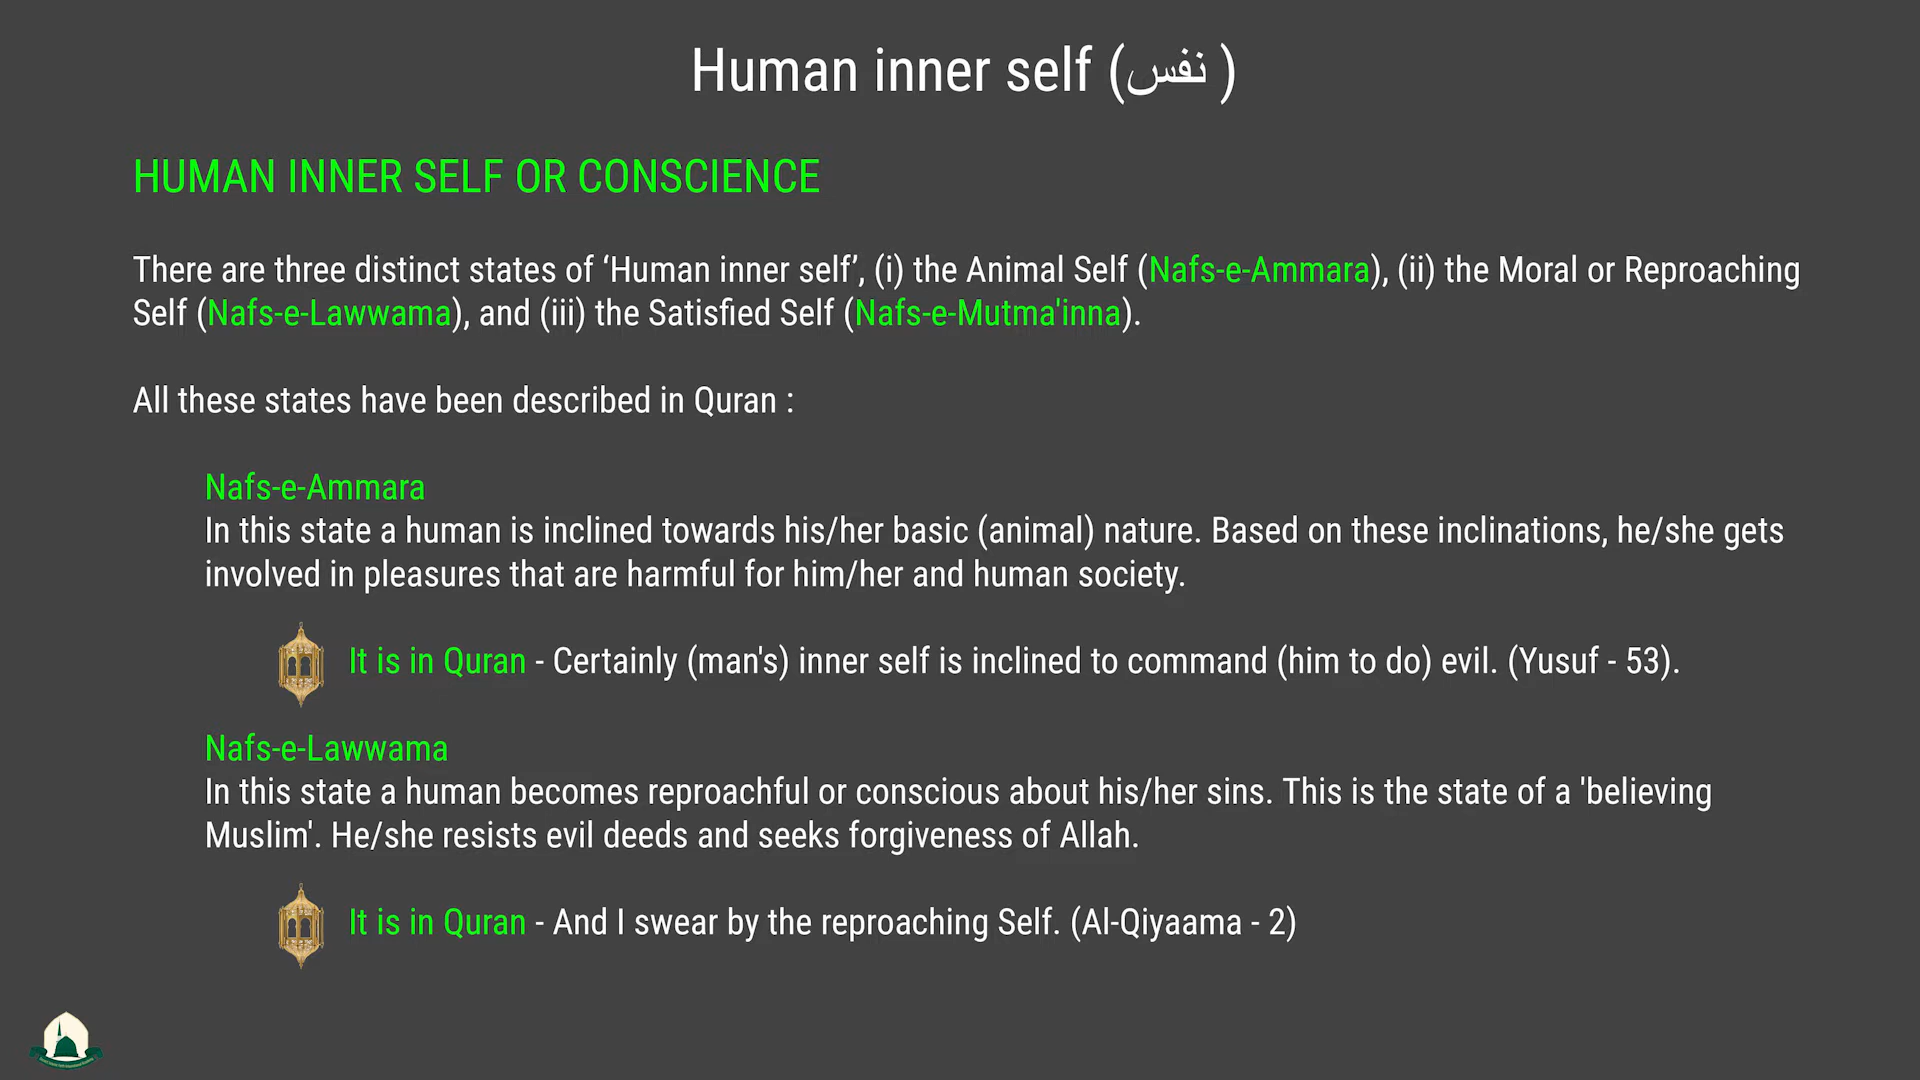 Human inner self (نفس )
HUMAN INNER SELF OR CONSCIENCE
There are three distinct states of ‘Human inner self’, (i) the Animal Self (Nafs-e-Ammara), (ii) the Moral or Reproaching
Self (Nafs-e-Lawwama), and (iii) the Satisfied Self (Nafs-e-Mutma'inna).
All these states have been described in Quran :
Nafs-e-Ammara
In this state a human is inclined towards his/her basic (animal) nature. Based on these inclinations, he/she gets
involved in pleasures that are harmful for him/her and human society.
It is in Quran - Certainly (man's) inner self is inclined to command (him to do) evil. (Yusuf - 53).
Nafs-e-Lawwama
In this state a human becomes reproachful or conscious about his/her sins. This is the state of a 'believing
Muslim'. He/she resists evil deeds and seeks forgiveness of Allah.
It is in Quran - And I swear by the reproaching Self. (Al-Qiyaama - 2)